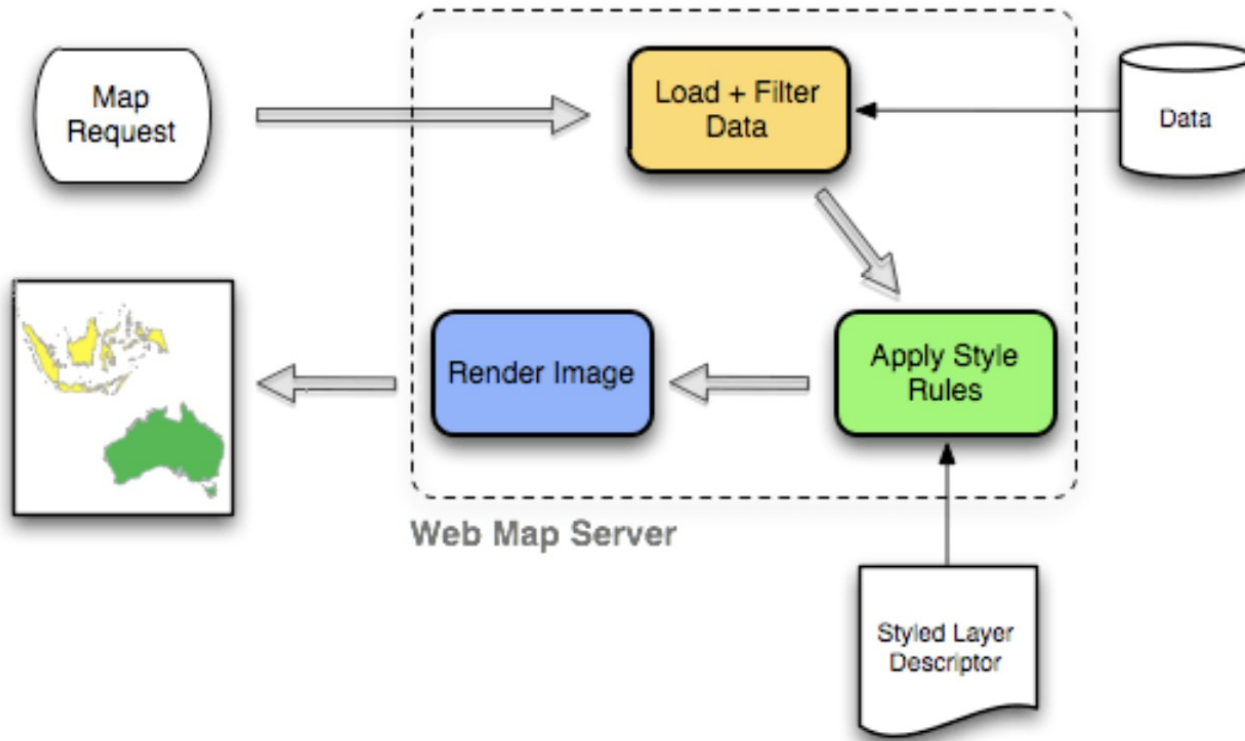 Map
Request
Load + Filter
Data
Data
Render Image
Apply Style
Rules
Web Map Server
Styled Layer
Descriptor